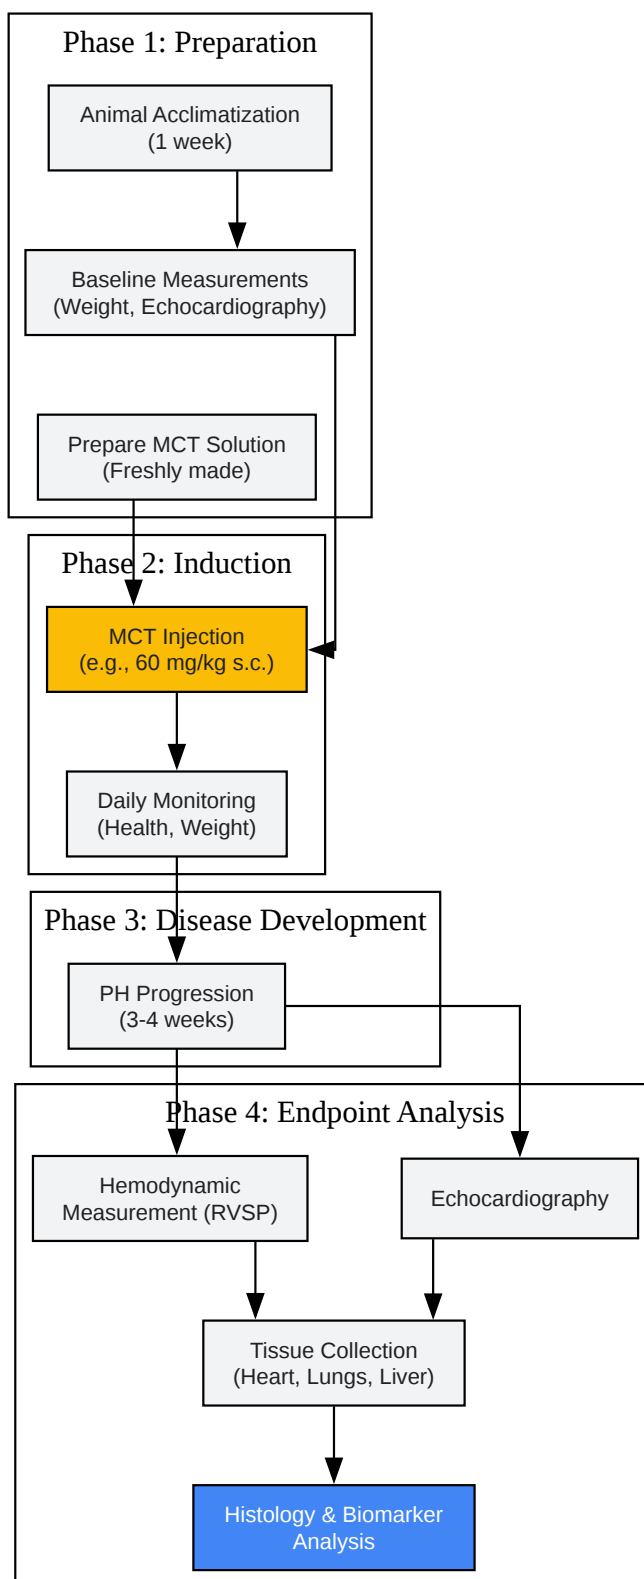 Phase 1: Preparation
Animal Acclimatization
(1 week)
Baseline Measurements
(Weight, Echocardiography)
Prepare MCT Solution
(Freshly made)
Phase 2: Induction
MCT Injection
(e.g., 60 mg/kg s.c.)
Daily Monitoring
(Health, Weight)
Phase 3: Disease Development
PH Progression
(3-4 weeks)
Phase 4: Endpoint Analysis
Hemodynamic
Measurement (RVSP)
Echocardiography
Tissue Collection
(Heart, Lungs, Liver)
Histology & Biomarker
Analysis